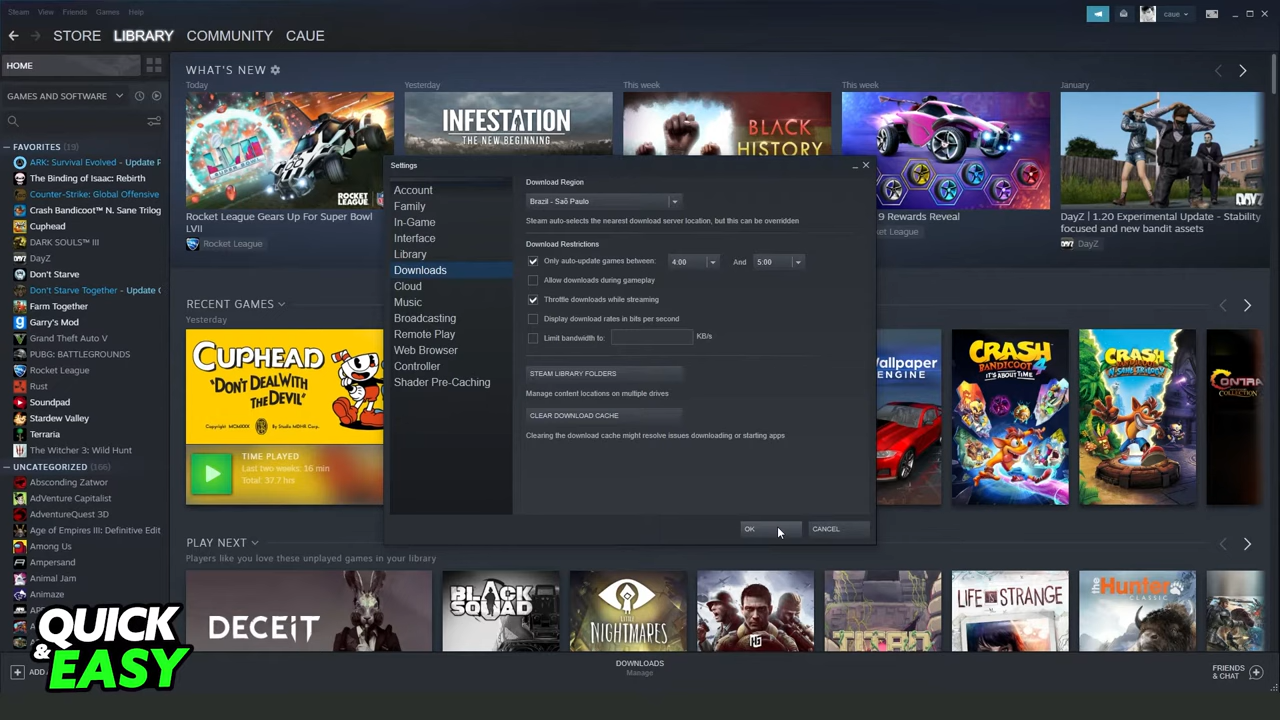 Steam View Friends Games Help
caue
STORE LIBRARY COMMUNITY CAUE
HOME
GAMES AND SOFTWARE
FAVORITES (19)
ARK: Survival Evolved - Update
The Binding of Isaac: Rebirth
Counter-Strike: Global Offensive
Crash Bandicoot™ N. Sane Trilog
Cuphead
DARK SOULS™ III
DayZ
Don't Starve
Don't Starve Together - Update
Farm Together
Garry's Mod
Grand Theft Auto V
PUBG: BATTLEGROUNDS
Rocket League
Rust
Soundpad
Stardew Valley
Terraria
The Witcher 3: Wild Hunt
UNCATEGORIZED (166)
Absconding Zatwor
AdVenture Capitalist
AdventureQuest 3D
Age of Empires III: Definitive Edit
Among Us
Ampersand
Animal Jam
Animaze
QUICK
& EASY
ADD
WHAT'S NEW
Today
Yesterday
This week
This week
January
INFESTATION
THE NEW BEGINNING
BLACK
HISTORY
ROCKET
LEAGUE
Rocket League Gears Up For Super Bowl
LVII
Rocket League
9 Rewards Reveal
eague
DayZ | 1.20 Experimental Update - Stability
focused and new bandit assets
DayZ
Settings
Account
Family
In-Game
Interface
Library
Downloads
Cloud
Music
Broadcasting
Remote Play
Web Browser
Controller
Shader Pre-Caching
Download Region
Brazil - Saõ Paulo
Steam auto-selects the nearest download server location, but this can be overridden
Download Restrictions
Only auto-update games between: 4:00 And 5:00
Allow downloads during gameplay
Throttle downloads while streaming
Display download rates in bits per second
Limit bandwidth to: KB/s
STEAM LIBRARY FOLDERS
Manage content locations on multiple drives
CLEAR DOWNLOAD CACHE
Clearing the download cache might resolve issues downloading or starting apps
OK CANCEL
RECENT GAMES
Yesterday
CUPHEAD
"DON'T DEAL WITH
THE DEVIL"
TIME PLAYED
Last two weeks: 16 min
Total: 37.7 hrs
Wallpaper
ENGINE
CRASH
BANDICOOT
4
IT'S ABOUT TIME
CRASH
BANDICOOT
N.SANE TRILOGY
CONTRA
COLLECTION
PLAY NEXT
Players like you love these unplayed games in your library
DECEIT
BLACK
SQUAD
LITTLE
NIGHTMARES
LIFE IS STRANGE
the Hunter
CLASSIC
DOWNLOADS
Manage
FRIENDS
& CHAT